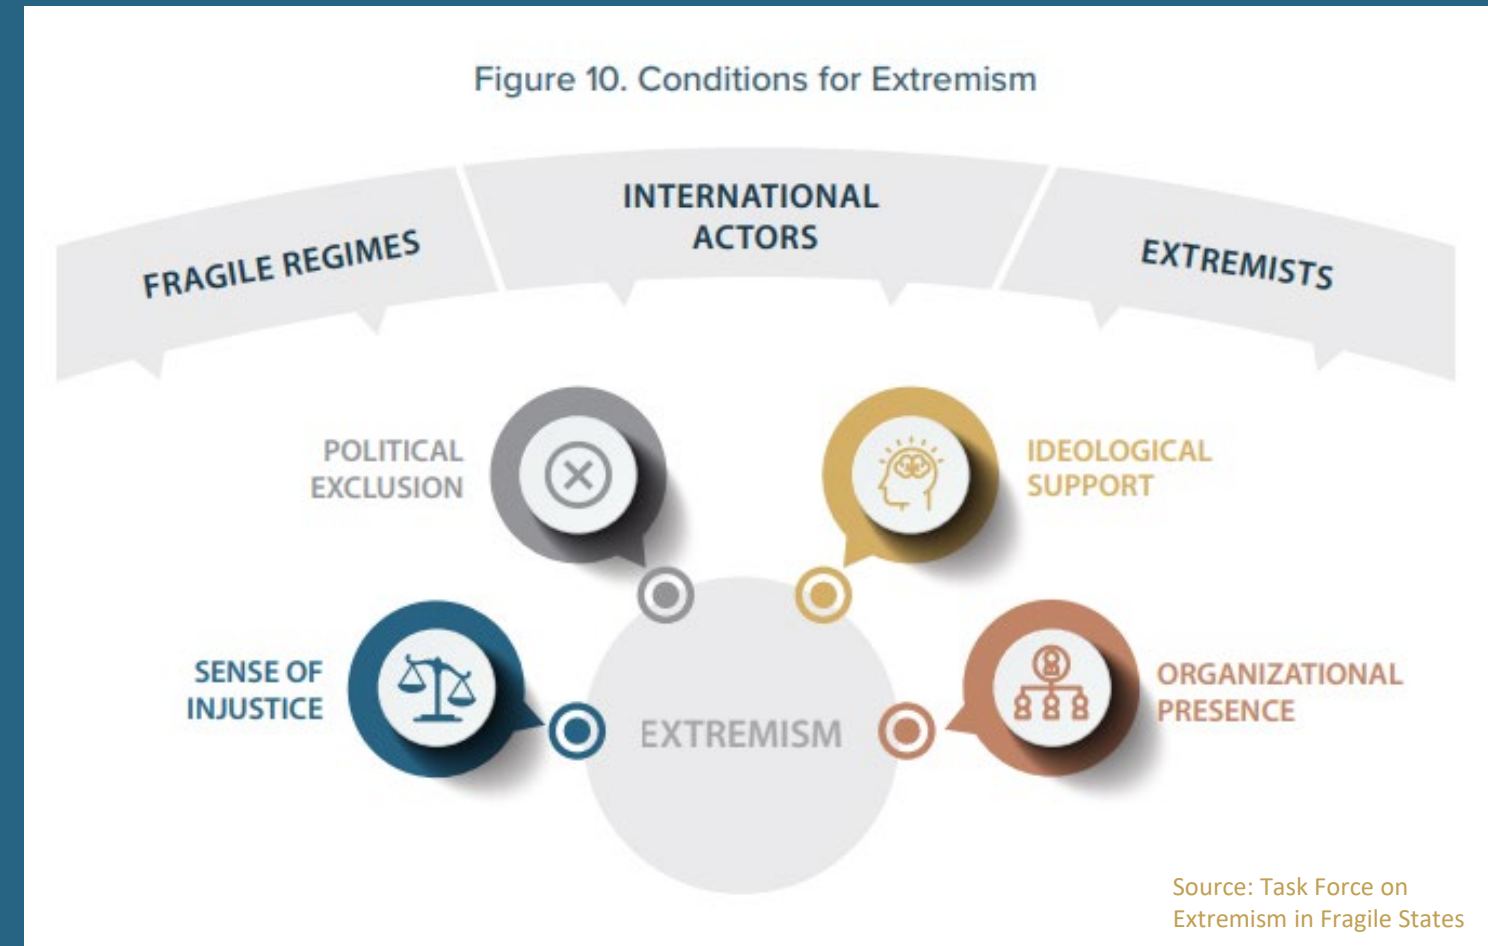 Figure 10. Conditions for Extremism
FRAGILE REGIMES
INTERNATIONAL
ACTORS
EXTREMISTS
POLITICAL
EXCLUSION
IDEOLOGICAL
SUPPORT
SENSE OF
INJUSTICE
EXTREMISM
ORGANIZATIONAL
PRESENCE
Source: Task Force on
Extremism in Fragile States